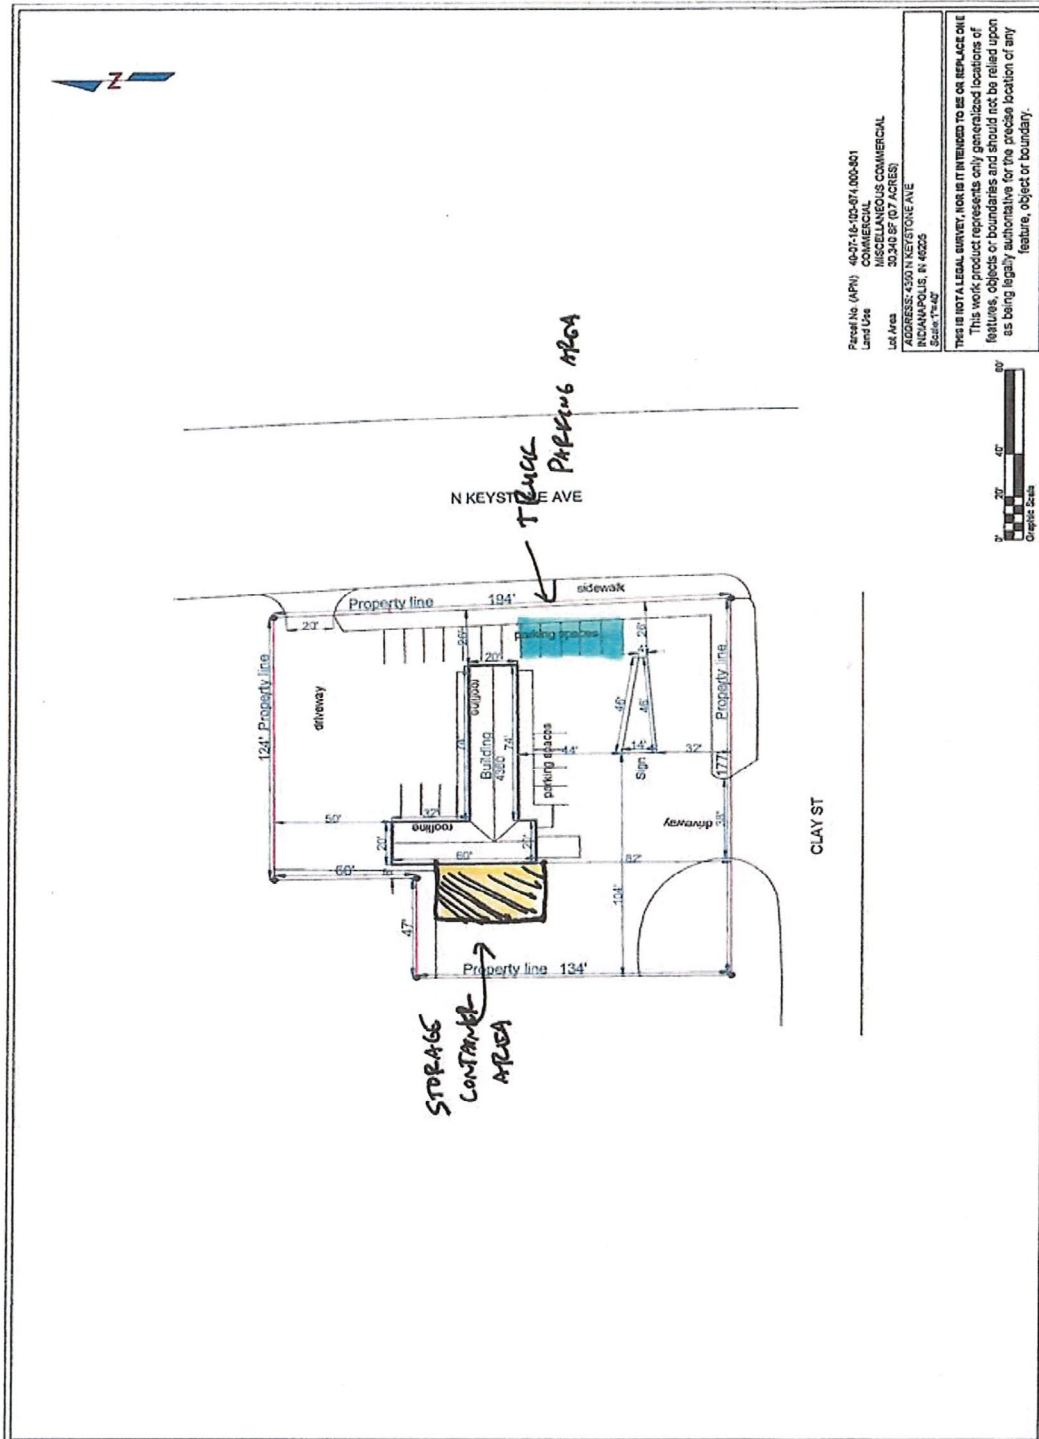 Z
Parcel No. (APN) 40-07-16-103-674.000-801
Land Use COMMERCIAL
MISCELLANEOUS COMMERCIAL
Lot Area 30,340 SF (0.7 ACRES)
ADDRESS: 4360 N KEYSTONE AVE
INDIANAPOLIS, IN 46205
Scale: 1"=40'
THIS IS NOT A LEGAL SURVEY, NOR IS IT INTENDED TO BE OR REPLACE ONE
This work product represents only generalized locations of
features, objects or boundaries and should not be relied upon
as being legally authoritative for the precise location of any
feature, object or boundary.
0' 20' 40' 80'
Graphic Scale
N KEYSTONE AVE
TRUCK
PARKING AREA
sidewalk
Property line 194'
20'
26'
parking spaces
26'
20'
124' Property line
driveway
roofline
74'
Building
4360
74'
parking spaces
44'
46'
46'
14'
Sign
32'
Property line
177'
38'
driveway
50'
32'
roofline
20'
60'
20'
82'
66'
104'
47'
Property line 134'
CLAY ST
STORAGE
CONTAINER
AREA